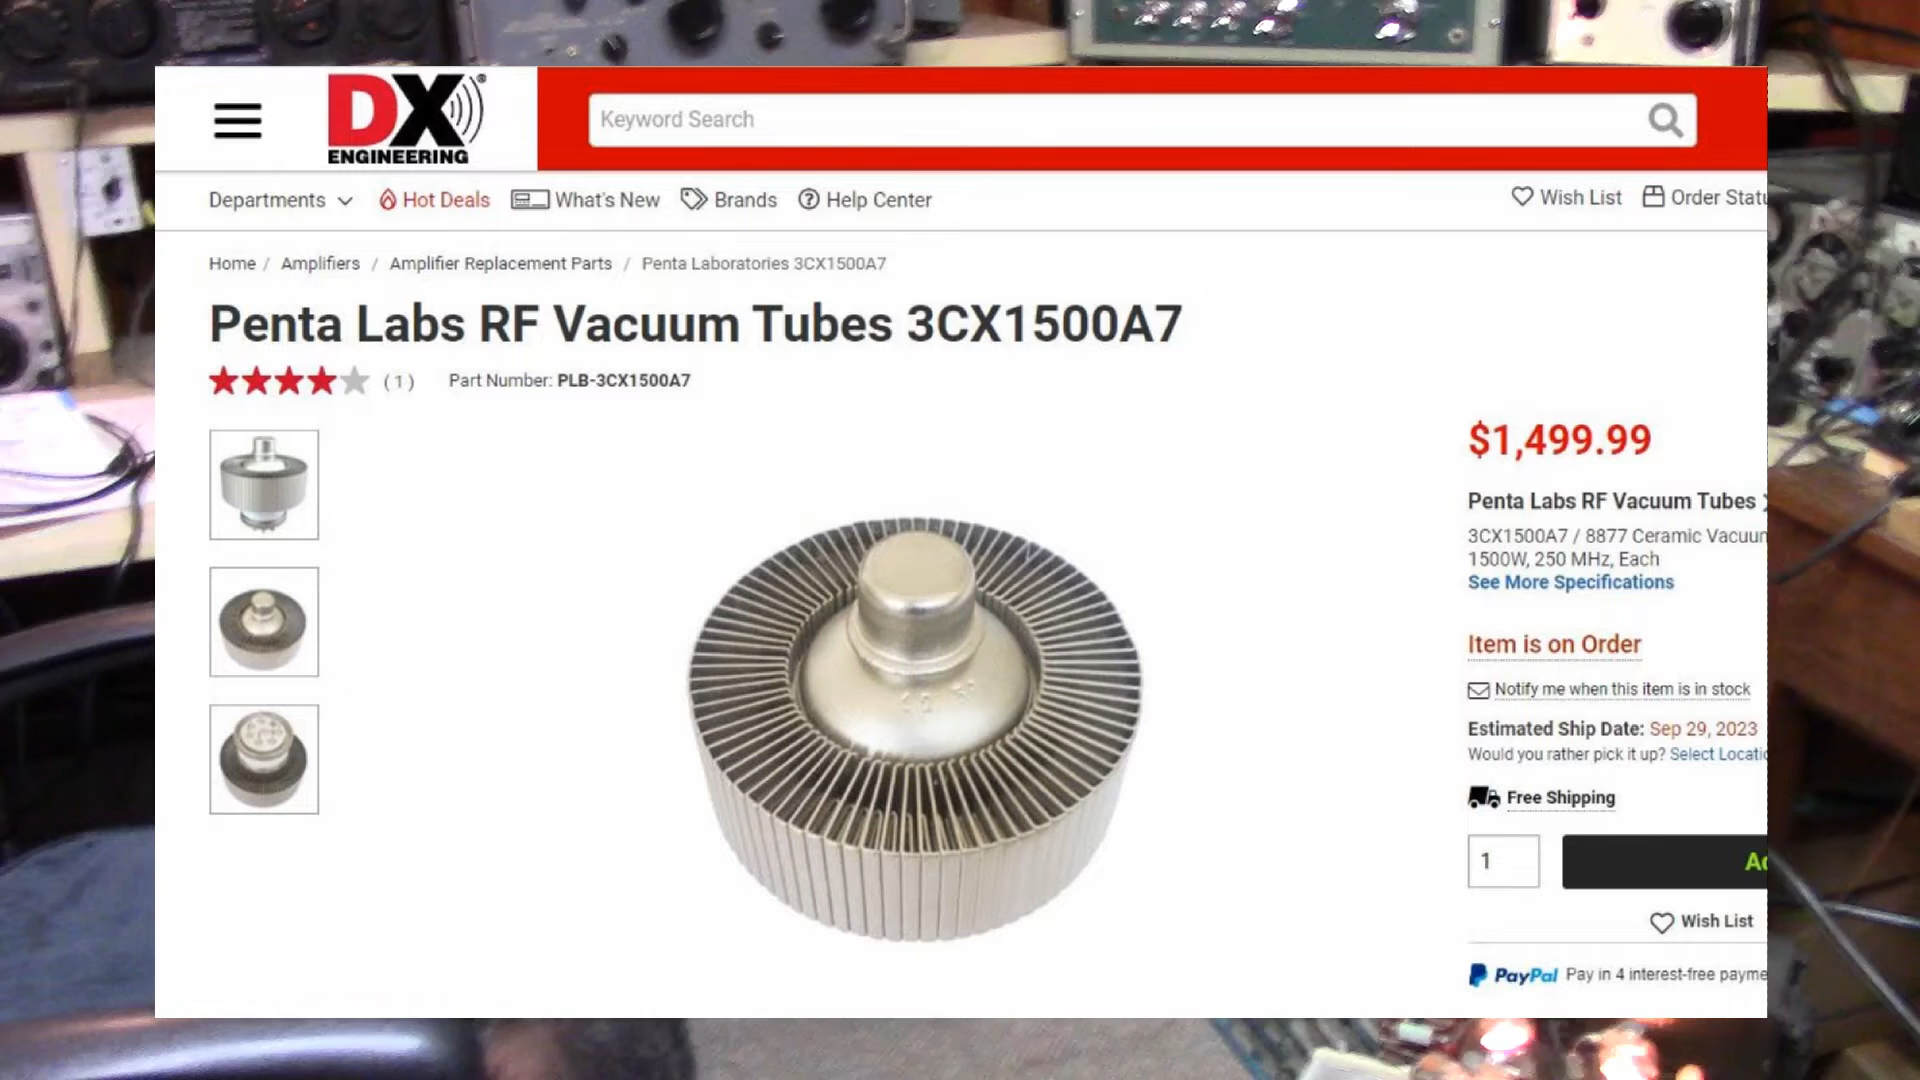 DX®
ENGINEERING
Keyword Search
Departments Hot Deals What's New Brands Help Center
Wish List Order Statu
Home / Amplifiers / Amplifier Replacement Parts / Penta Laboratories 3CX1500A7
Penta Labs RF Vacuum Tubes 3CX1500A7
(1) Part Number: PLB-3CX1500A7
$1,499.99
Penta Labs RF Vacuum Tubes
3CX1500A7 / 8877 Ceramic Vacuum
1500W, 250 MHz, Each
See More Specifications
Item is on Order
Notify me when this item is in stock
Estimated Ship Date: Sep 29, 2023
Would you rather pick it up? Select Locatio
Free Shipping
1
Ad
Wish List
PayPal Pay in 4 interest-free payme